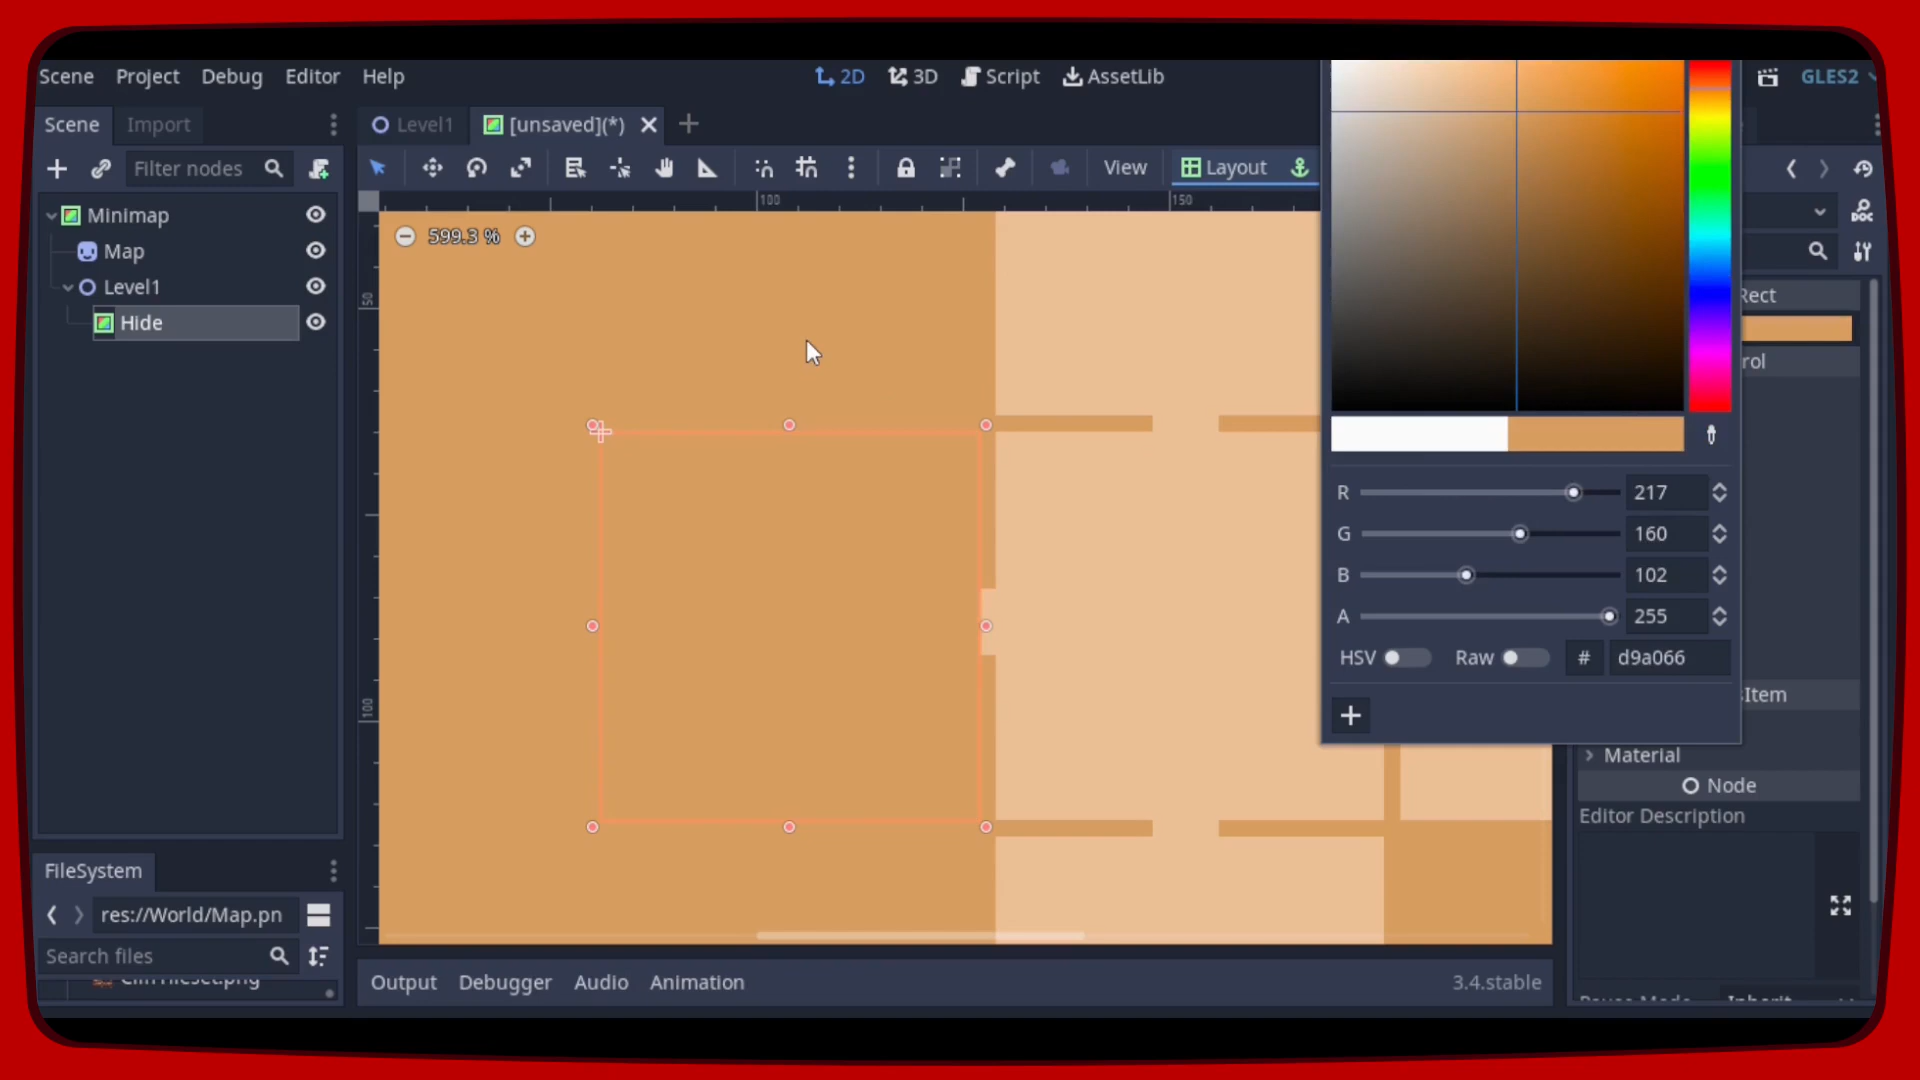 Scene Project Debug Editor Help
2D 3D Script AssetLib
GLES2
Scene Import
Level1 [unsaved](*)
Filter nodes
View Layout
100 150
Minimap
Map
Level1
Hide
599.3 %
50
100
Rect
R 217
G 160
B 102
A 255
HSV Raw # d9a066
Material
Node
Editor Description
FileSystem
res://World/Map.pn
Search files
Output Debugger Audio Animation
3.4.stable
DOC